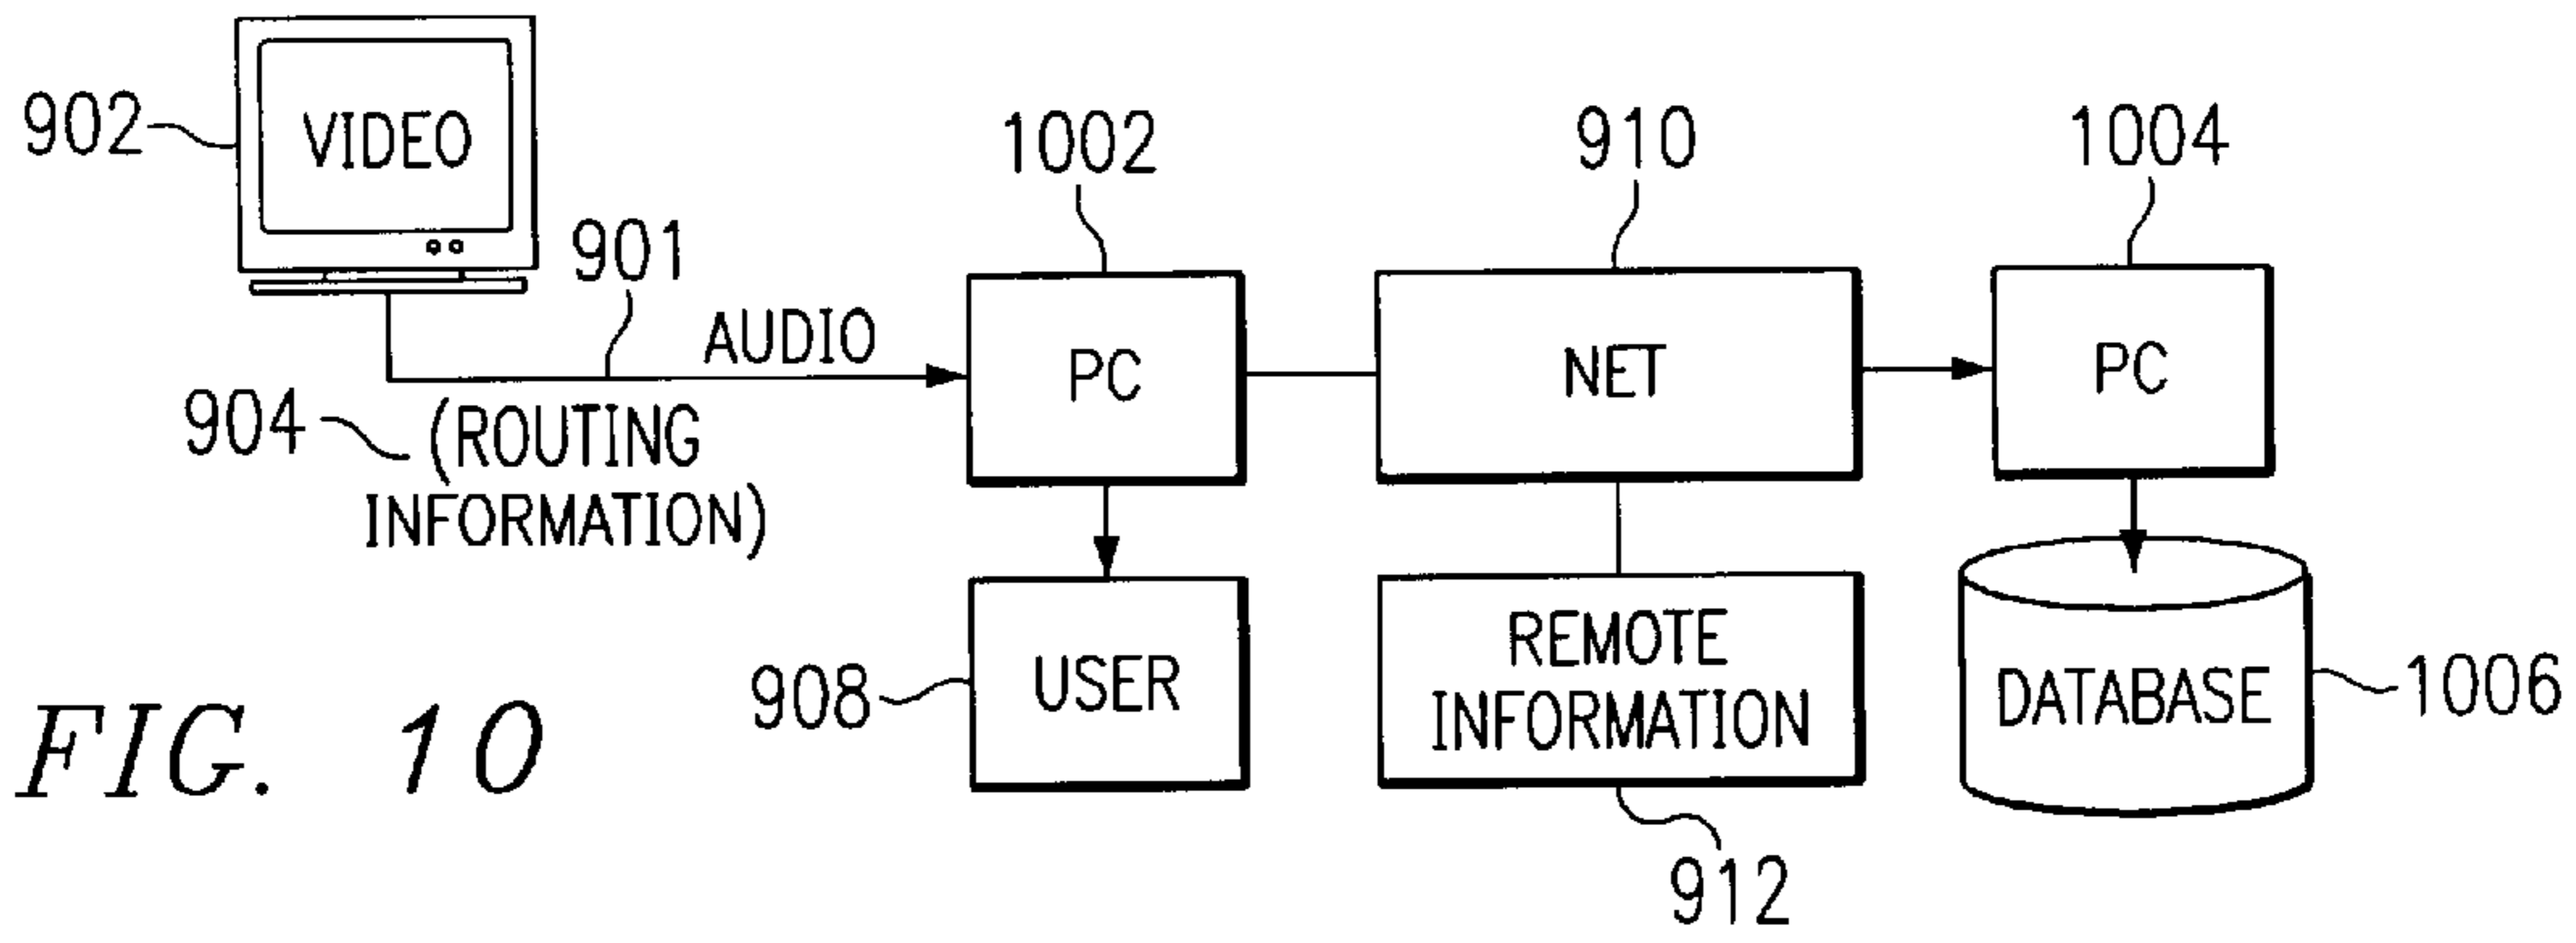 902
VIDEO
901
AUDIO
904
(ROUTING
INFORMATION)
1002
PC
910
NET
1004
PC
908
USER
REMOTE
INFORMATION
912
DATABASE
1006
FIG. 10